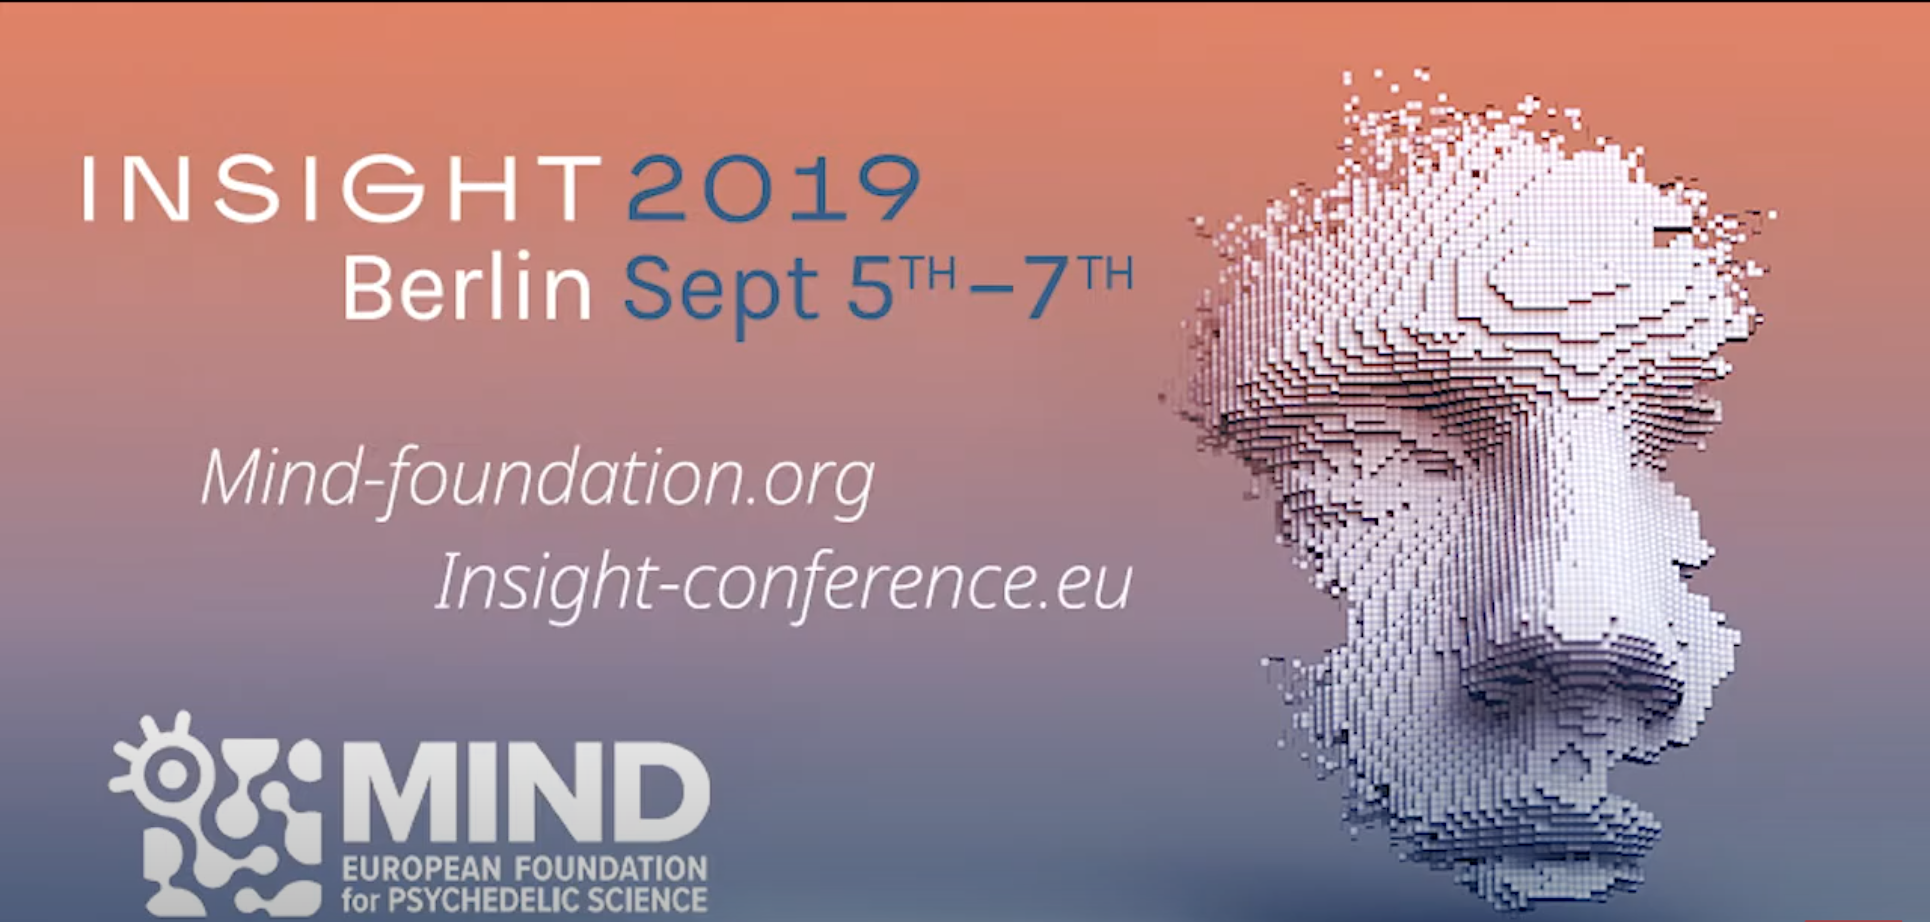 INSIGHT 2019
Berlin Sept 5TH–7TH
Mind-foundation.org
Insight-conference.eu
MIND
EUROPEAN FOUNDATION
for PSYCHEDELIC SCIENCE